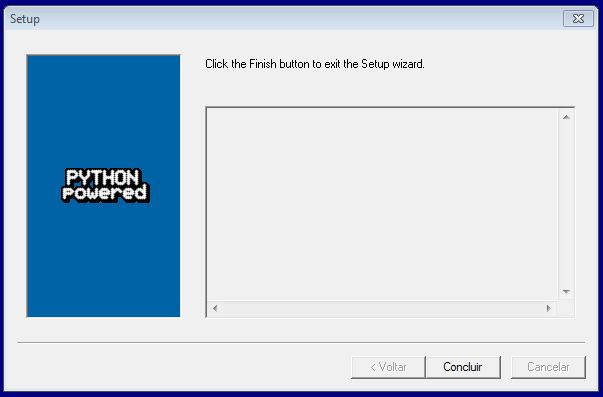 Setup
Click the Finish button to exit the Setup wizard.
PYTHON
powered
< Voltar
Concluir
Cancelar